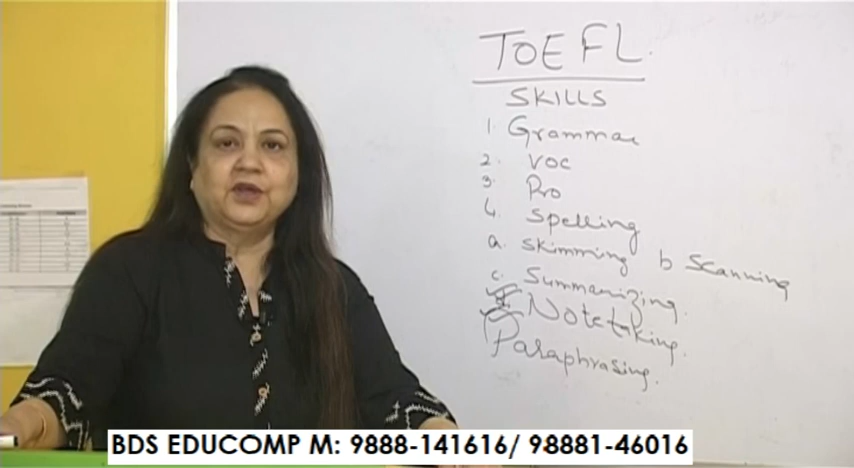 TOEFL.
SKILLS
1. Grammar
2. VOC
3. Pro
4. Spelling
a. Skimming b Scanning
c. Summarizing.
Notetaking.
Paraphrasing.
BDS EDUCOMP M: 9888-141616/ 98881-46016